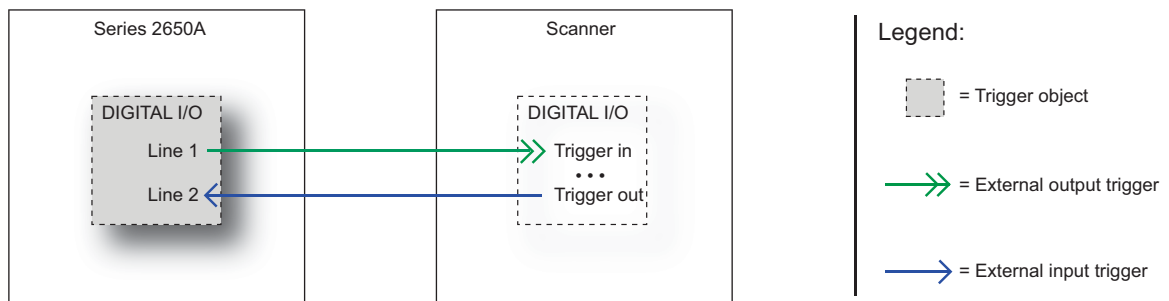 Series 2650A
DIGITAL I/O
Line 1
Line 2
Scanner
DIGITAL I/O
Trigger in
• • •
Trigger out
Legend:
= Trigger object
= External output trigger
= External input trigger